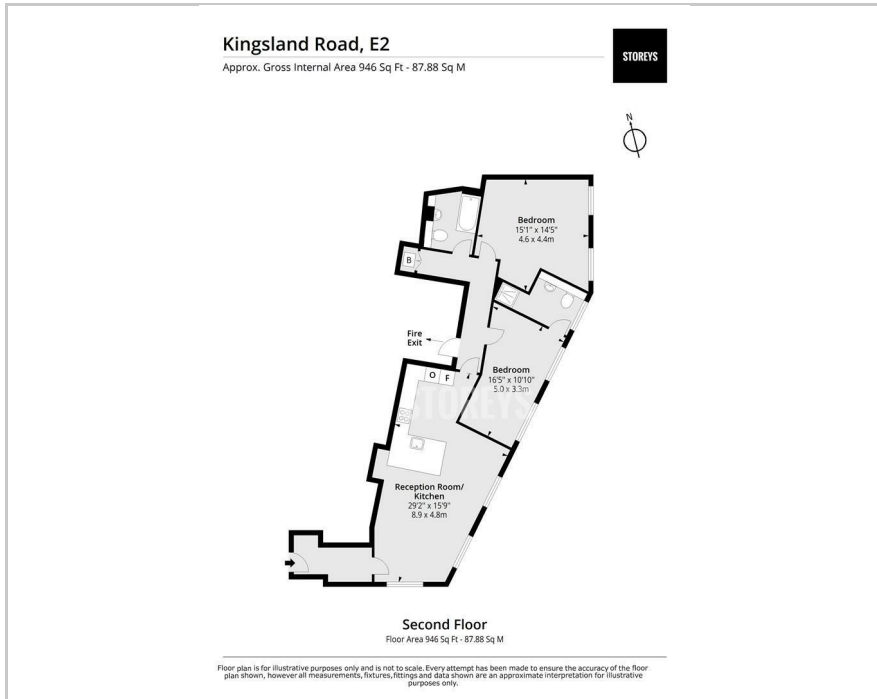 Kingsland Road, E2
Approx. Gross Internal Area 946 Sq Ft - 87.88 Sq M
STOREYS
N
Bedroom
15'1" x 14'5"
4.6 x 4.4m
B
Fire
Exit
Bedroom
16'5" x 10'10"
5.0 x 3.3m
O F
STOREYS
Reception Room/
Kitchen
29'2" x 15'9"
8.9 x 4.8m
Second Floor
Floor Area 946 Sq Ft - 87.88 Sq M
Floor plan is for illustrative purposes only and is not to scale. Every attempt has been made to ensure the accuracy of the floor
plan shown, however all measurements, fixtures, fittings and data shown are an approximate interpretation for illustrative
purposes only.